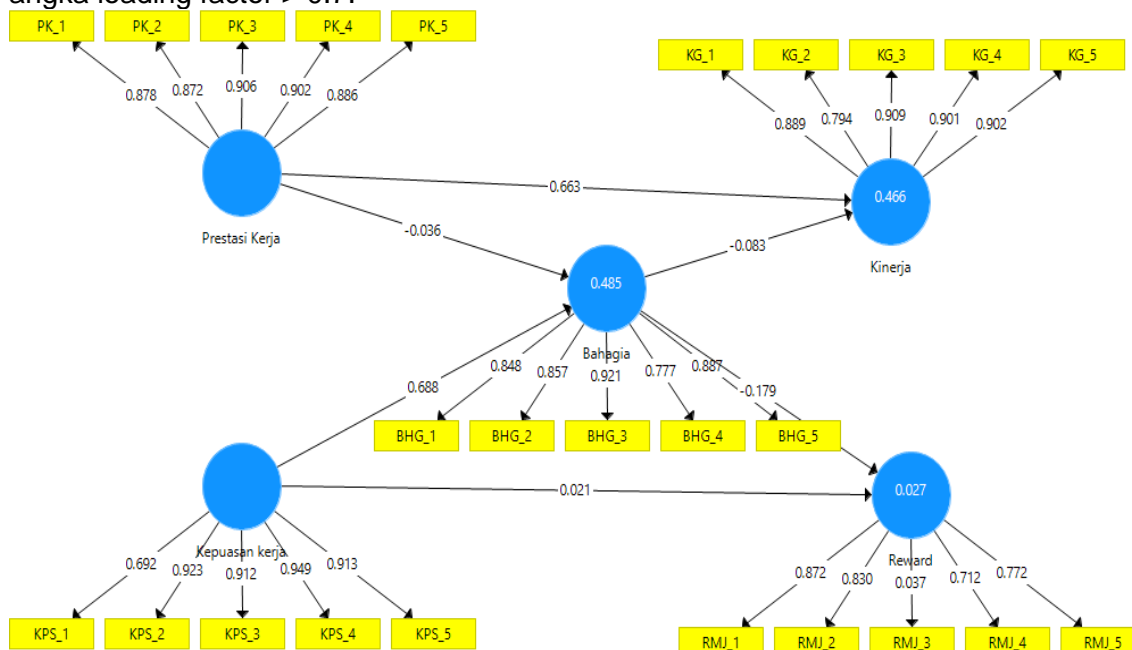 angka loading factor > 0.7.
PK_1 PK_2 PK_3 PK_4 PK_5
0.878 0.872 0.906 0.902 0.886
Prestasi Kerja
KG_1 KG_2 KG_3 KG_4 KG_5
0.889 0.794 0.909 0.901 0.902
0.466
Kinerja
0.663
-0.036
-0.083
0.485
Bahagia
0.848 0.857 0.921 0.777 0.887
BHG_1 BHG_2 BHG_3 BHG_4 BHG_5
0.688
-0.179
0.021
Kepuasan kerja
0.692 0.923 0.912 0.949 0.913
KPS_1 KPS_2 KPS_3 KPS_4 KPS_5
0.027
Reward
0.872 0.830 0.037 0.712 0.772
RMJ_1 RMJ_2 RMJ_3 RMJ_4 RMJ_5